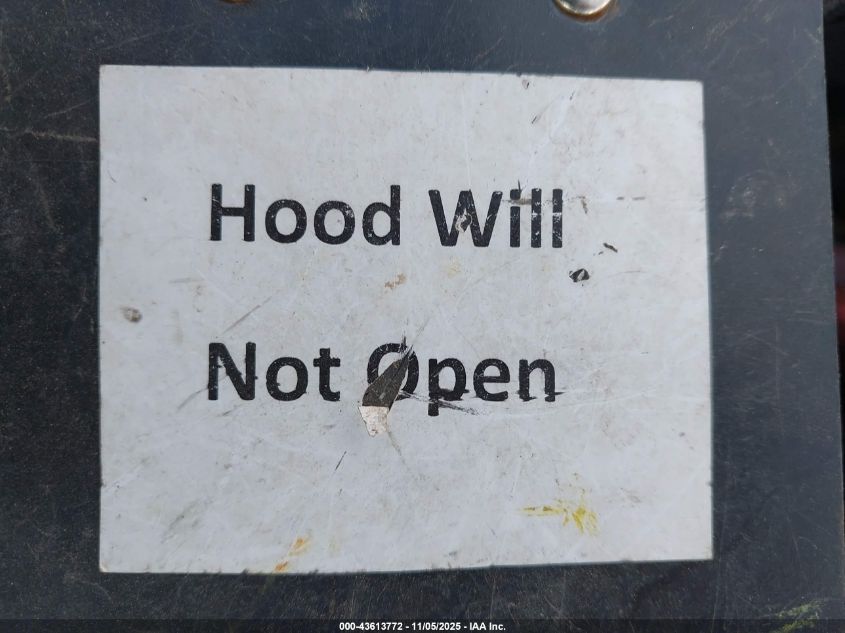 Hood Will
Not Open
000-43613772 - 11/05/2025 - IAA Inc.